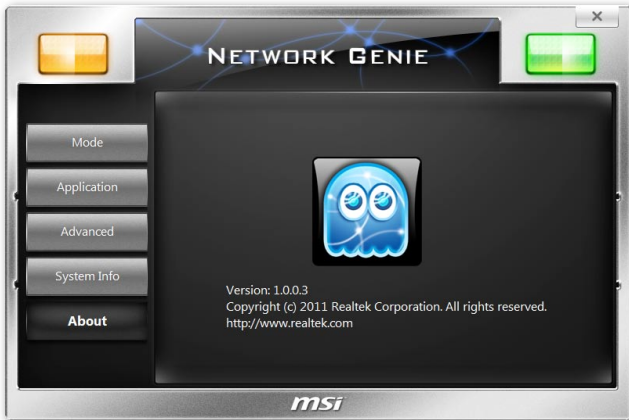 NETWORK GENIE
Mode
Application
Advanced
System Info
About
Version: 1.0.0.3
Copyright (c) 2011 Realtek Corporation. All rights reserved.
http://www.realtek.com
msi